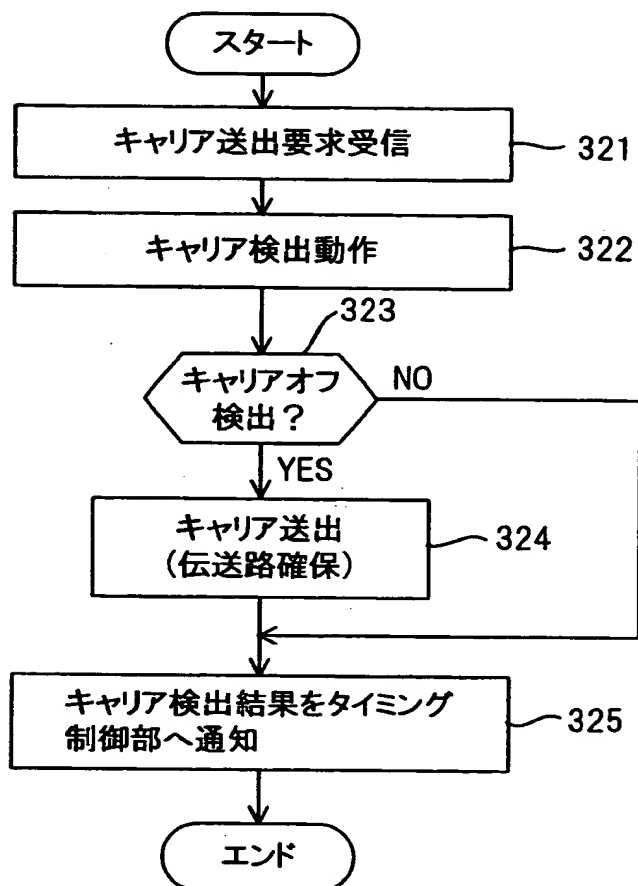 スタート
キャリア送出要求受信
321
キャリア検出動作
322
323
キャリアオフ
検出？
NO
YES
キャリア送出
(伝送路確保)
324
キャリア検出結果をタイミング
制御部へ通知
325
エンド